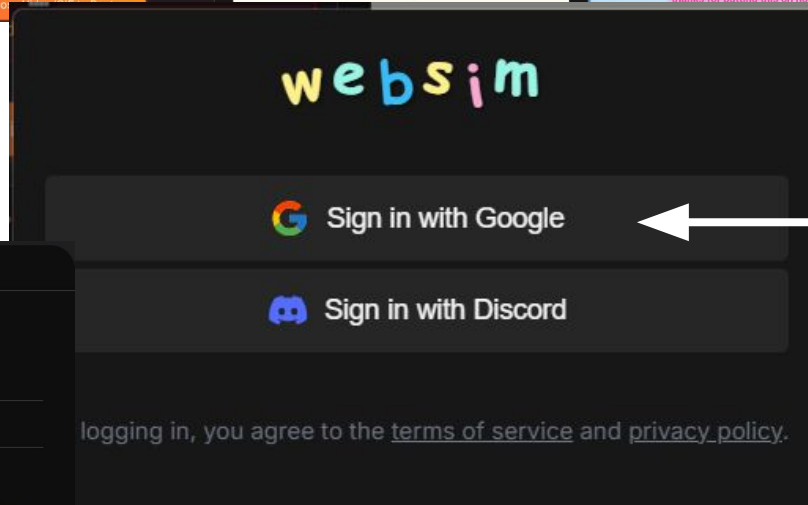 websim
Sign in with Google
Sign in with Discord
logging in, you agree to the terms of service and privacy policy.